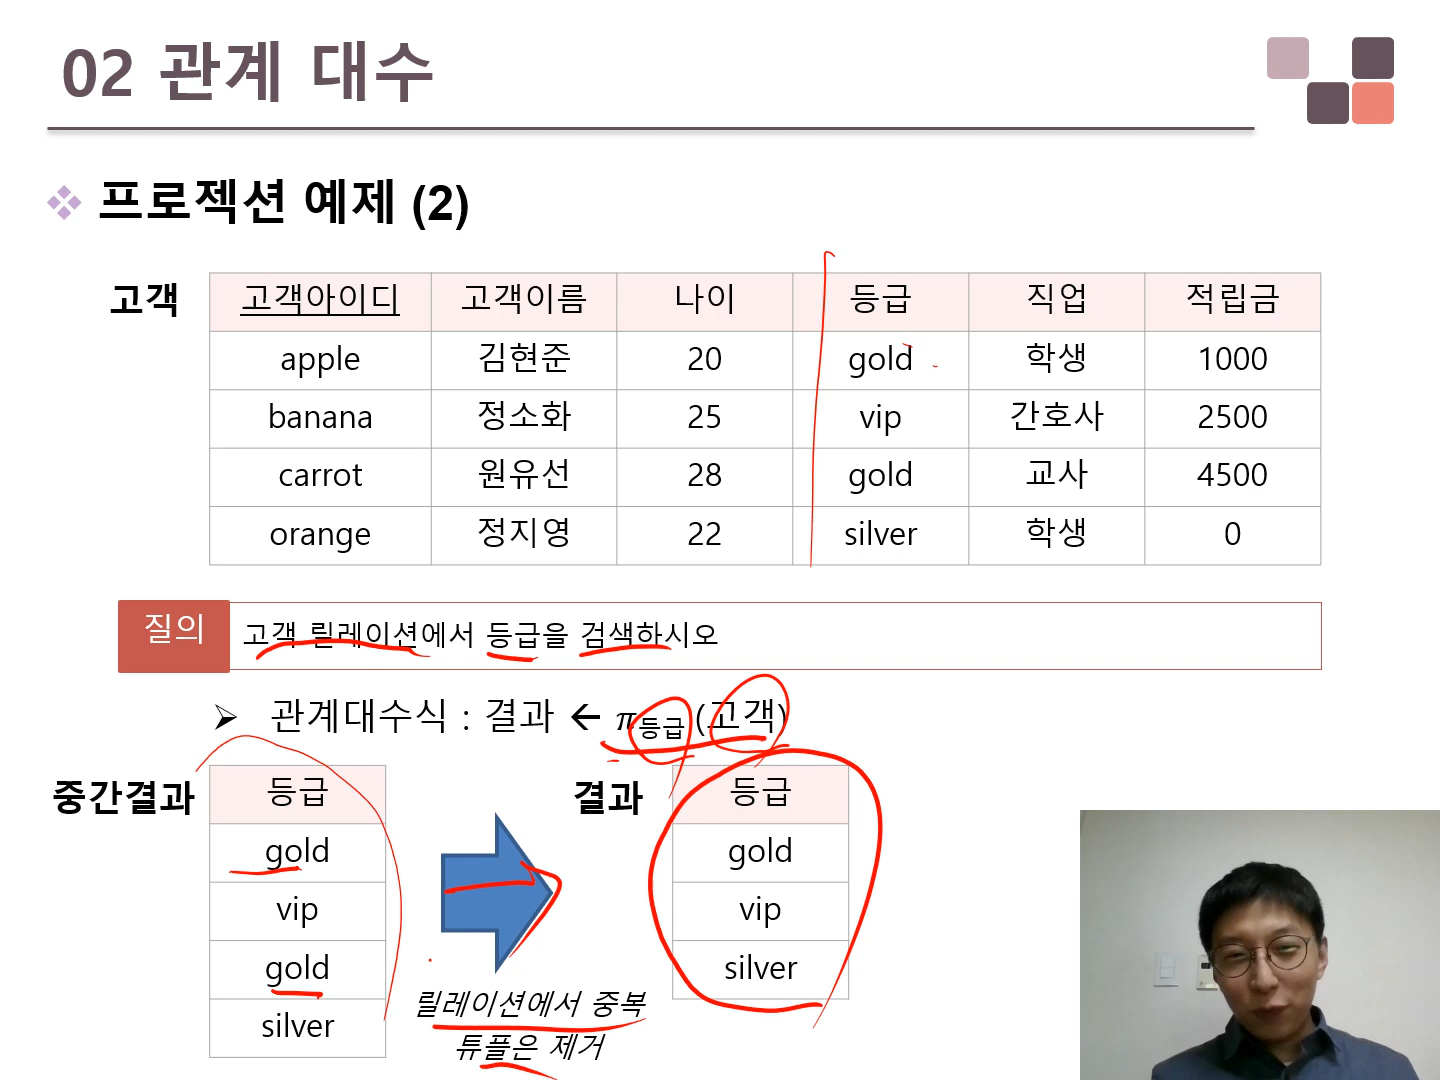 02 관계 대수
프로젝션 예제 (2)
고객
고객아이디 고객이름 나이 등급 직업 적립금
apple 김현준 20 gold 학생 1000
banana 정소화 25 vip 간호사 2500
carrot 원유선 28 gold 교사 4500
orange 정지영 22 silver 학생 0
질의 고객 릴레이션에서 등급을 검색하시오
관계대수식 : 결과 ← π등급 (고객)
중간결과
등급
gold
vip
gold
silver
릴레이션에서 중복
튜플은 제거
결과
등급
gold
vip
silver